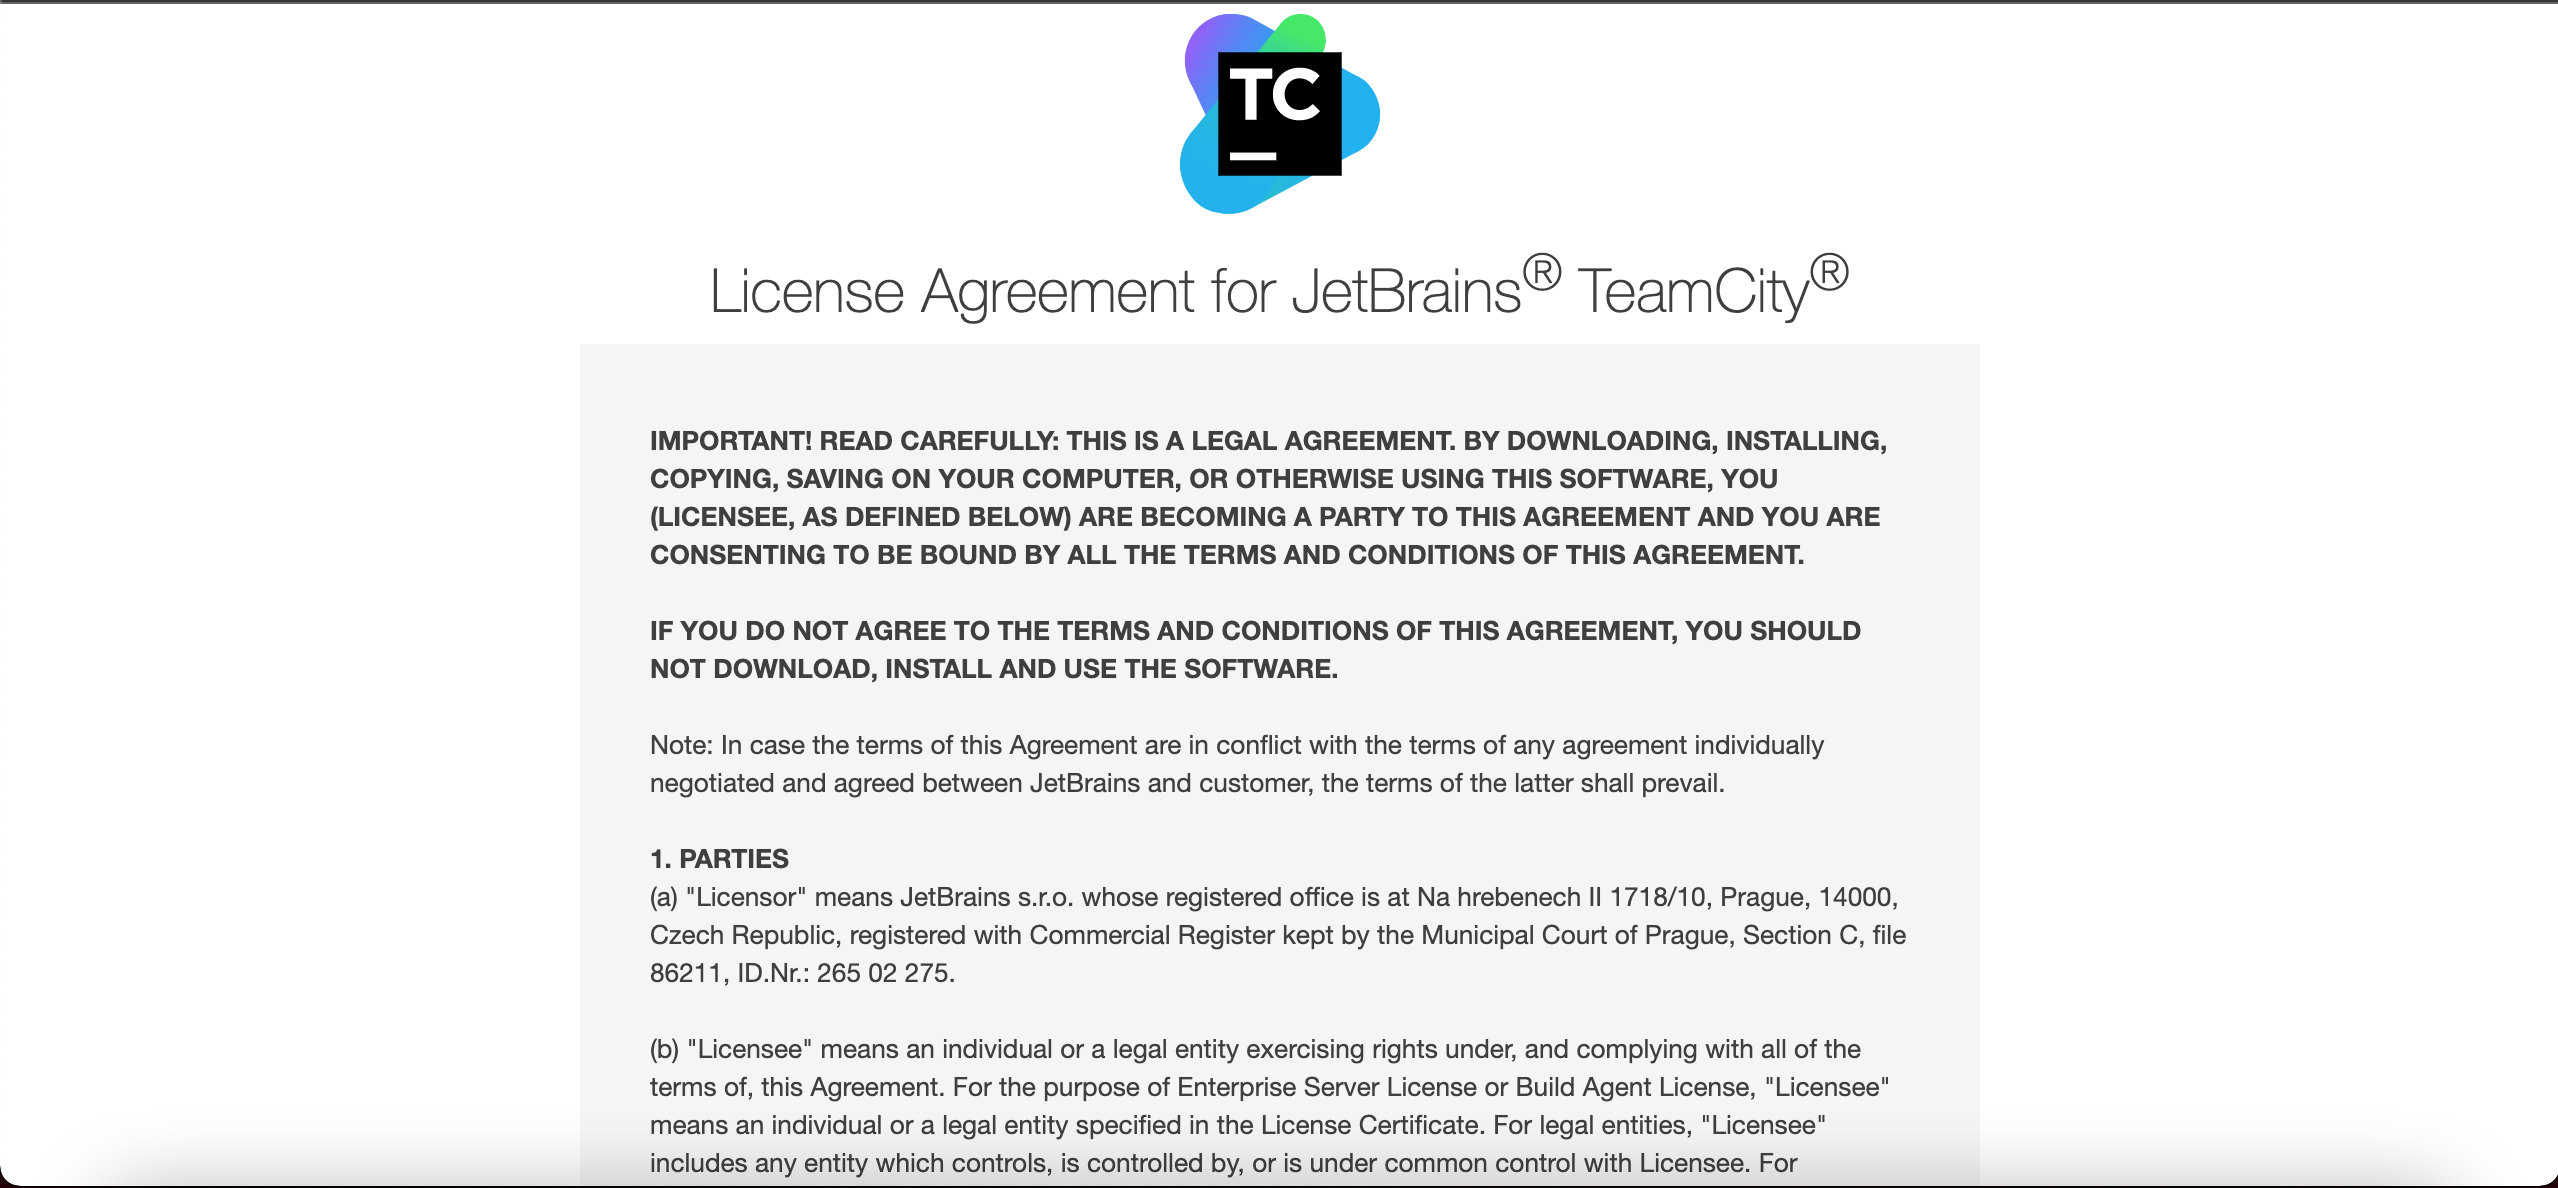 TC
License Agreement for JetBrains® TeamCity®
IMPORTANT! READ CAREFULLY: THIS IS A LEGAL AGREEMENT. BY DOWNLOADING, INSTALLING,
COPYING, SAVING ON YOUR COMPUTER, OR OTHERWISE USING THIS SOFTWARE, YOU
(LICENSEE, AS DEFINED BELOW) ARE BECOMING A PARTY TO THIS AGREEMENT AND YOU ARE
CONSENTING TO BE BOUND BY ALL THE TERMS AND CONDITIONS OF THIS AGREEMENT.
IF YOU DO NOT AGREE TO THE TERMS AND CONDITIONS OF THIS AGREEMENT, YOU SHOULD
NOT DOWNLOAD, INSTALL AND USE THE SOFTWARE.
Note: In case the terms of this Agreement are in conflict with the terms of any agreement individually
negotiated and agreed between JetBrains and customer, the terms of the latter shall prevail.
1. PARTIES
(a) "Licensor" means JetBrains s.r.o. whose registered office is at Na hrebenech II 1718/10, Prague, 14000,
Czech Republic, registered with Commercial Register kept by the Municipal Court of Prague, Section C, file
86211, ID.Nr.: 265 02 275.
(b) "Licensee" means an individual or a legal entity exercising rights under, and complying with all of the
terms of, this Agreement. For the purpose of Enterprise Server License or Build Agent License, "Licensee"
means an individual or a legal entity specified in the License Certificate. For legal entities, "Licensee"
includes any entity which controls, is controlled by, or is under common control with Licensee. For